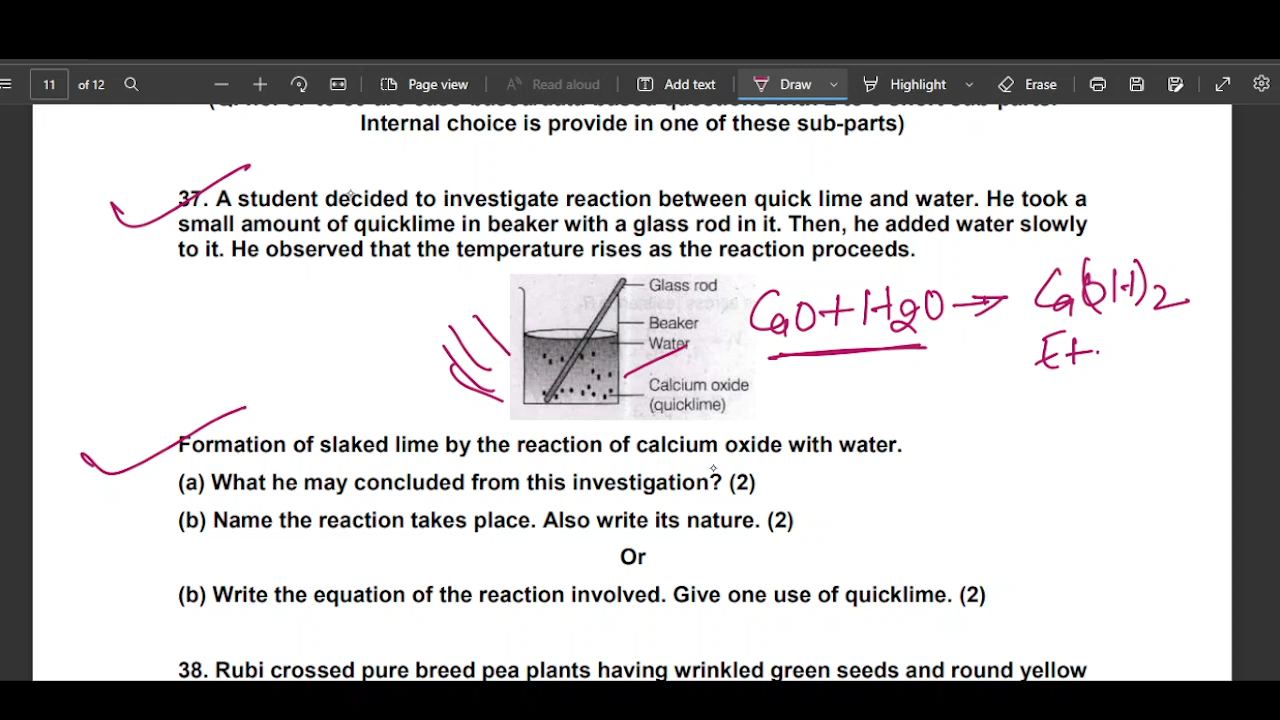 11 of 12 Page view Read aloud Add text Draw Highlight Erase
Internal choice is provide in one of these sub-parts)
37. A student decided to investigate reaction between quick lime and water. He took a
small amount of quicklime in beaker with a glass rod in it. Then, he added water slowly
to it. He observed that the temperature rises as the reaction proceeds.
Glass rod
Beaker
Water
Calcium oxide
(quicklime)
CaO+H2O→ Ca(OH)2
Et.
Formation of slaked lime by the reaction of calcium oxide with water.
(a) What he may concluded from this investigation? (2)
(b) Name the reaction takes place. Also write its nature. (2)
Or
(b) Write the equation of the reaction involved. Give one use of quicklime. (2)
38. Rubi crossed pure breed pea plants having wrinkled green seeds and round yellow